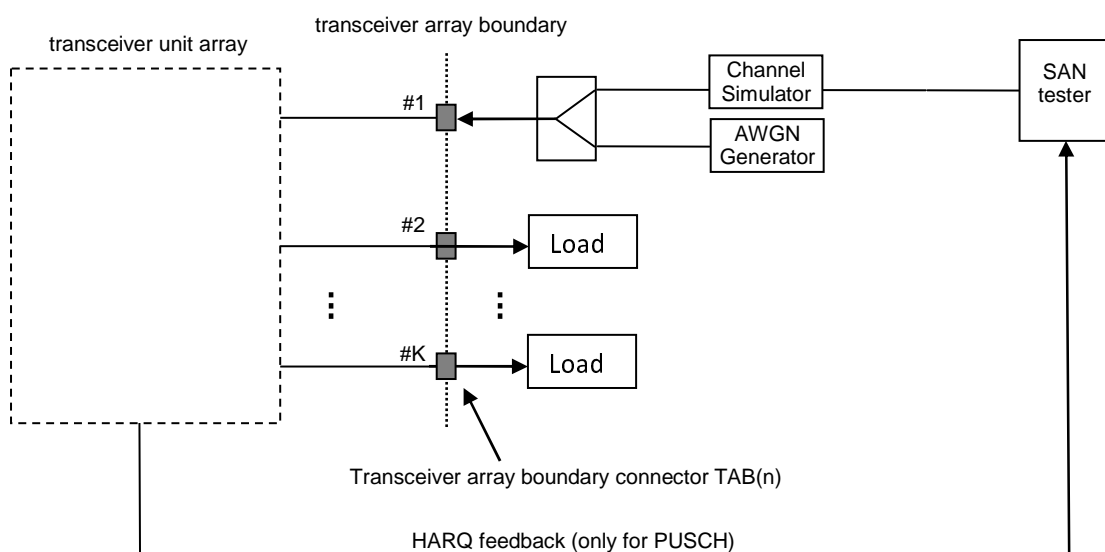 transceiver array boundary
transceiver unit array
Channel
Simulator
SAN
tester
#1
AWGN
Generator
#2
Load
#K
Load
Transceiver array boundary connector TAB(n)
HARQ feedback (only for PUSCH)